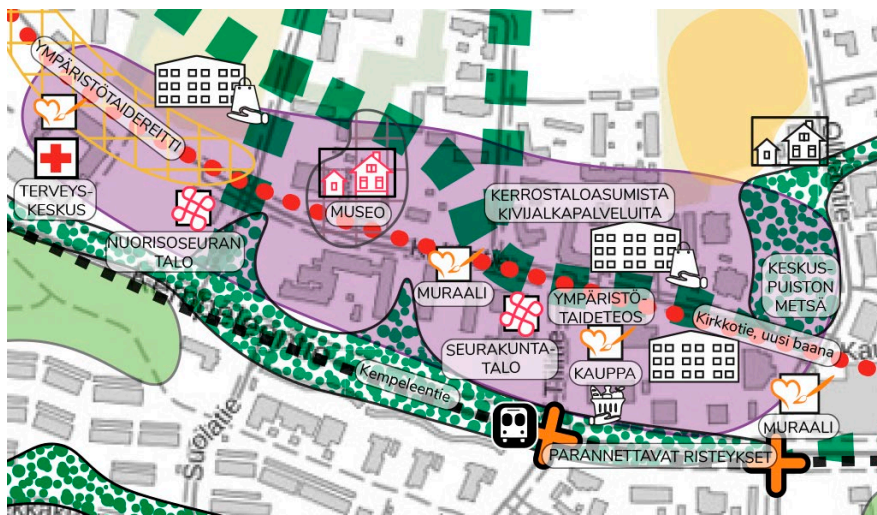 YMPÄRISTÖTAIDEREITTI
TERVEYS-
KESKUS
NUORISOSEURAN
TALO
MUSEO
KERROSTALOASUMISTA
KIVIJALKAPALVELUITA
MURAALI
YMPÄRISTÖ-
TAIDETEOS
SEURAKUNTA-
TALO
KAUPPA
KESKUS-
PUISTON
METSÄ
Kirkkotie, uusi baana
Kempeleentie
MURAALI
PARANNETTAVAT RISTEYKSET
Suolatie